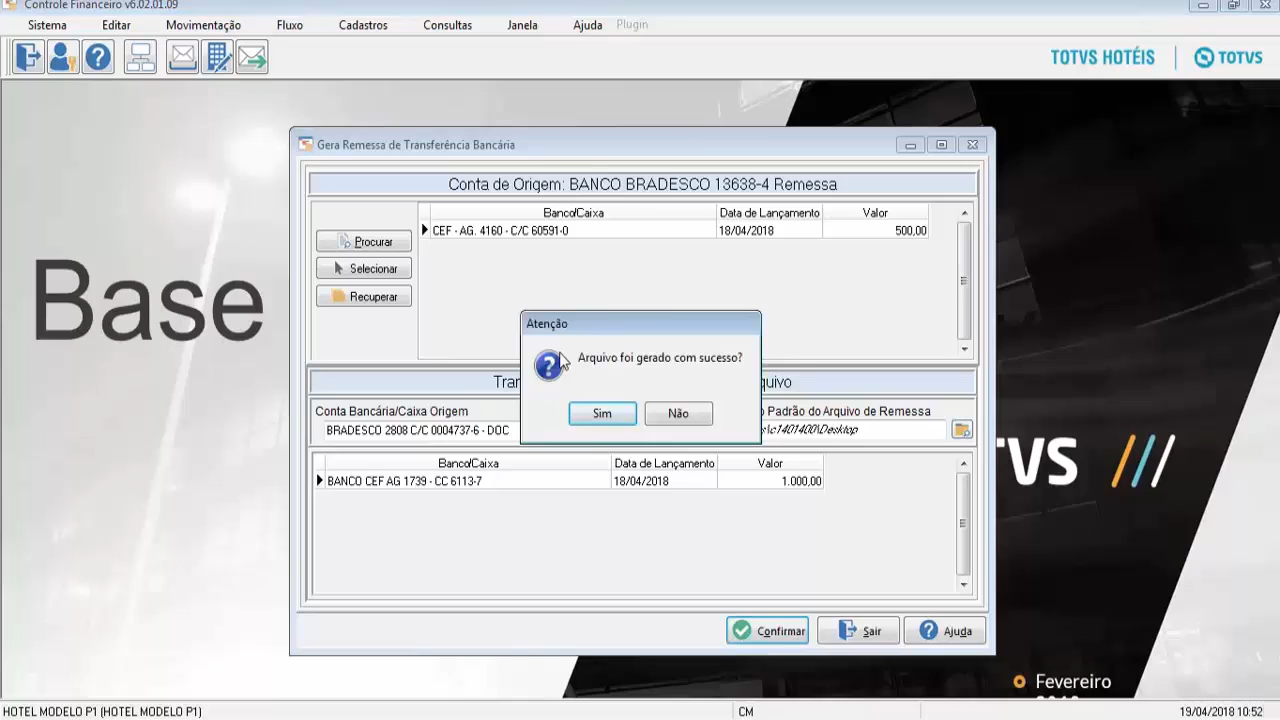 Controle Financeiro v6.02.01.09
Sistema Editar Movimentação Fluxo Cadastros Consultas Janela Ajuda Plugin
TOTVS HOTÉIS TOTVS
Base
Gera Remessa de Transferência Bancária
Conta de Origem: BANCO BRADESCO 13638-4 Remessa
Banco/Caixa Data de Lançamento Valor
CEF - AG. 4160 - C/C 60591-0 18/04/2018 500,00
Procurar
Selecionar
Recuperar
Atenção
Arquivo foi gerado com sucesso?
Sim Não
Tran quivo
Conta Bancária/Caixa Origem o Padrão do Arquivo de Remessa
BRADESCO 2808 C/C 0004737-6 - DOC s\c1401400\Desktop
TVS
Banco/Caixa Data de Lançamento Valor
BANCO CEF AG 1739 - CC 6113-7 18/04/2018 1.000,00
Confirmar Sair Ajuda
Fevereiro
HOTEL MODELO P1 (HOTEL MODELO P1) CM 19/04/2018 10:52